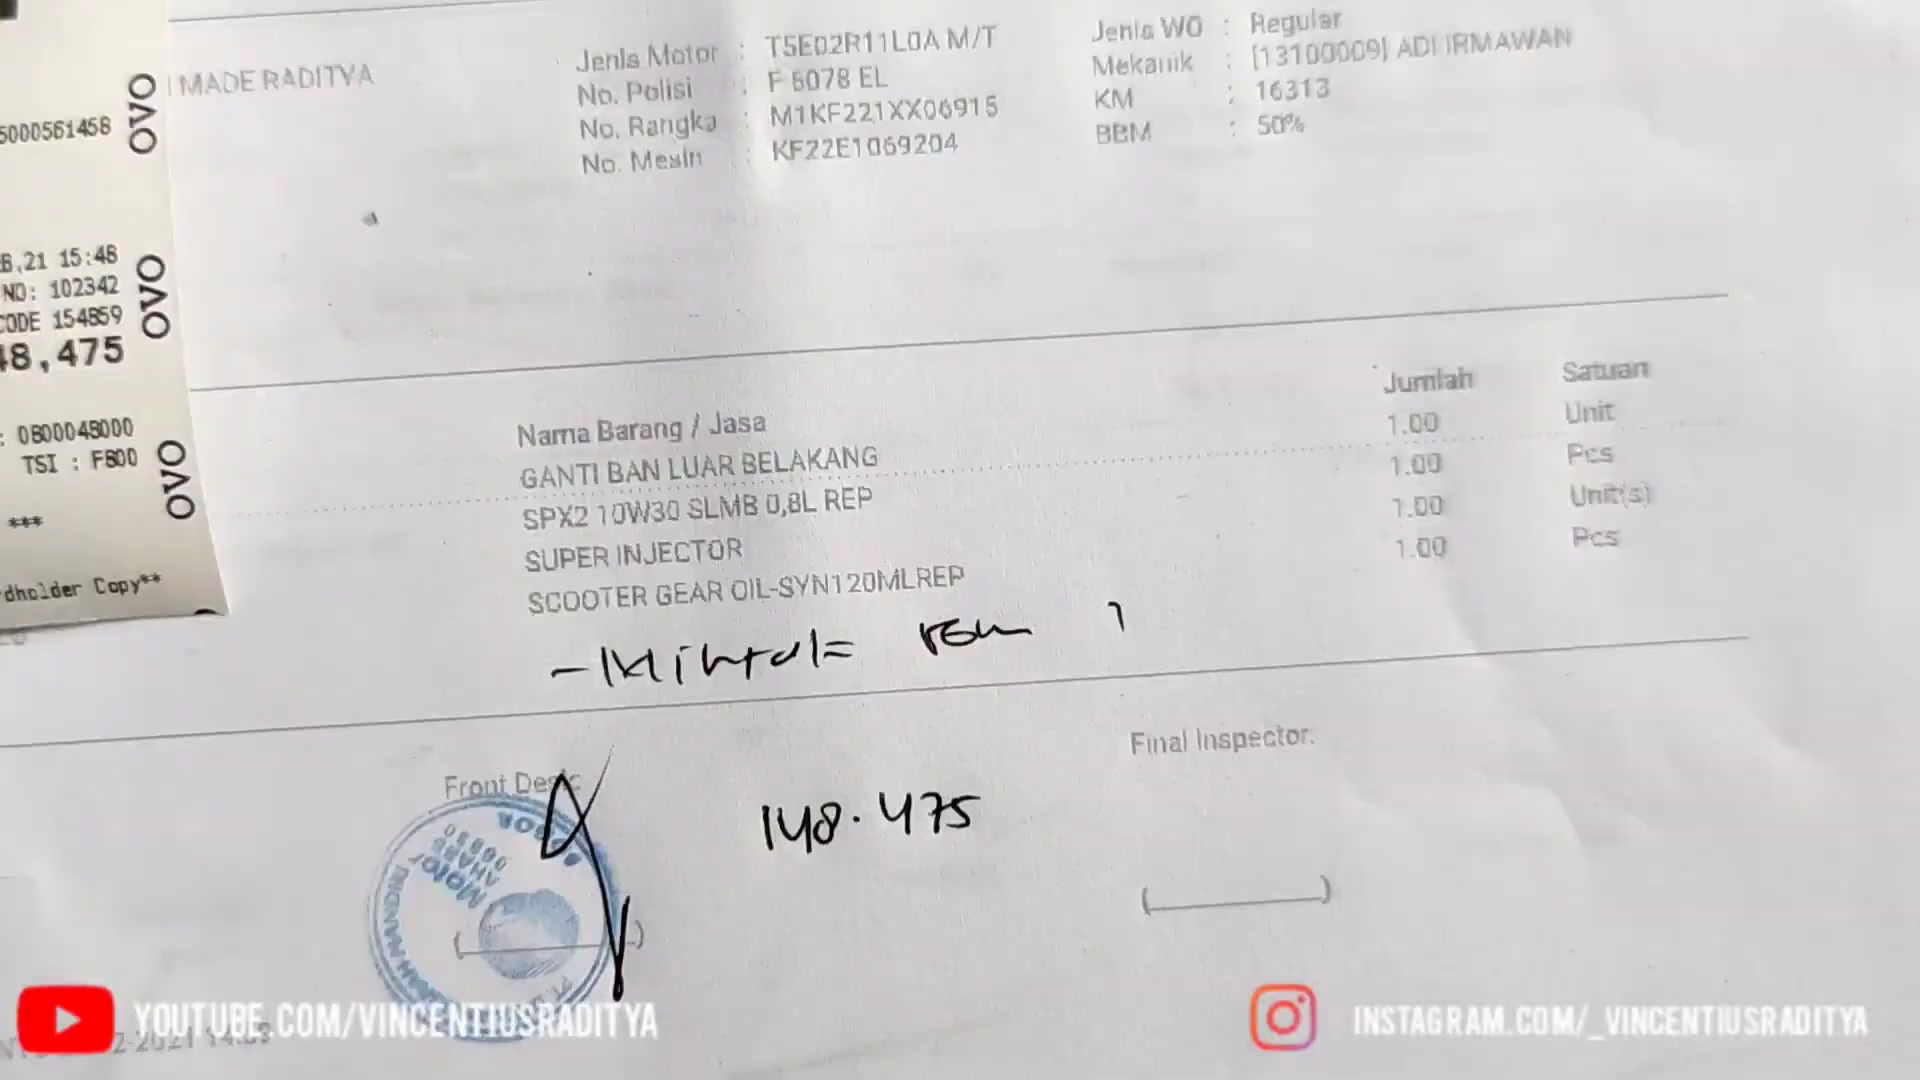 I MADE RADITYA
Jenis Motor : T5E02R11L0A M/T
No. Polisi : F 6078 EL
No. Rangka : M1KF221XX06915
No. Mesin : KF22E1069204
Jenis WO : Regular
Mekanik : [13100009] ADI IRMAWAN
KM : 16313
BBM : 50%
5000561458
OVO
,21 15:48
NO: 102342
CODE 154859
48,475
OVO
: 0800048000
TSI : F800
OVO
***
dholder Copy**
Nama Barang / Jasa Jumlah Satuan
GANTI BAN LUAR BELAKANG 1.00 Unit
SPX2 10W30 SLMB 0,8L REP 1.00 Pcs
SUPER INJECTOR 1.00 Unit(s)
SCOOTER GEAR OIL-SYN120MLREP 1.00 Pcs
rem
Front Desk
148.475
Final Inspector:
Motor
AHASS
MANDIRI
YOUTUBE.COM/VINCENTIUSRADITYA
INSTAGRAM.COM/_VINCENTIUSRADITYA